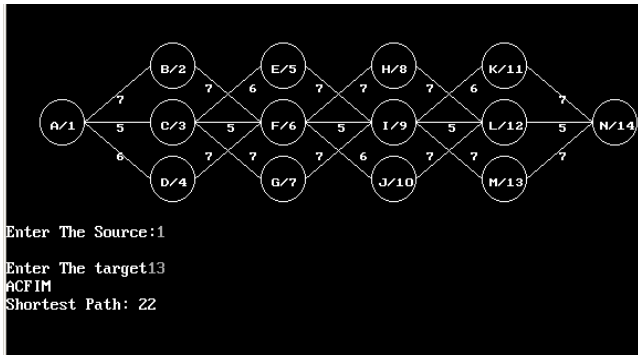 B/2 E/5 H/8 K/11
7 7 6 7 7 7 6 7
A/1 5 C/3 5 F/6 5 I/9 5 L/12 5 N/14
6 7 7 7 6 7 7 7
D/4 G/7 J/10 M/13
Enter The Source:1
Enter The target13
ACFIM
Shortest Path: 22